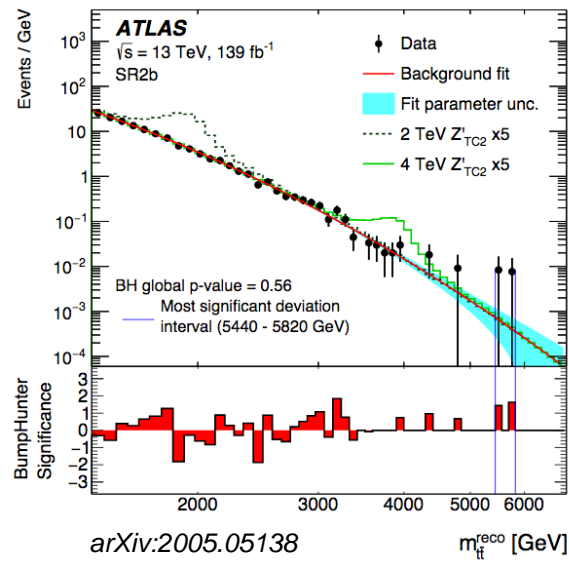 Events / GeV
10³
10²
10
1
10⁻¹
10⁻²
10⁻³
10⁻⁴
ATLAS
√s = 13 TeV, 139 fb⁻¹
SR2b
Data
Background fit
Fit parameter unc.
2 TeV Z'TC2 x5
4 TeV Z'TC2 x5
BH global p-value = 0.56
Most significant deviation
interval (5440 - 5820 GeV)
BumpHunter
Significance
3
2
1
0
−1
−2
−3
2000 3000 4000 5000 6000
arXiv:2005.05138 m_tt̄^reco [GeV]